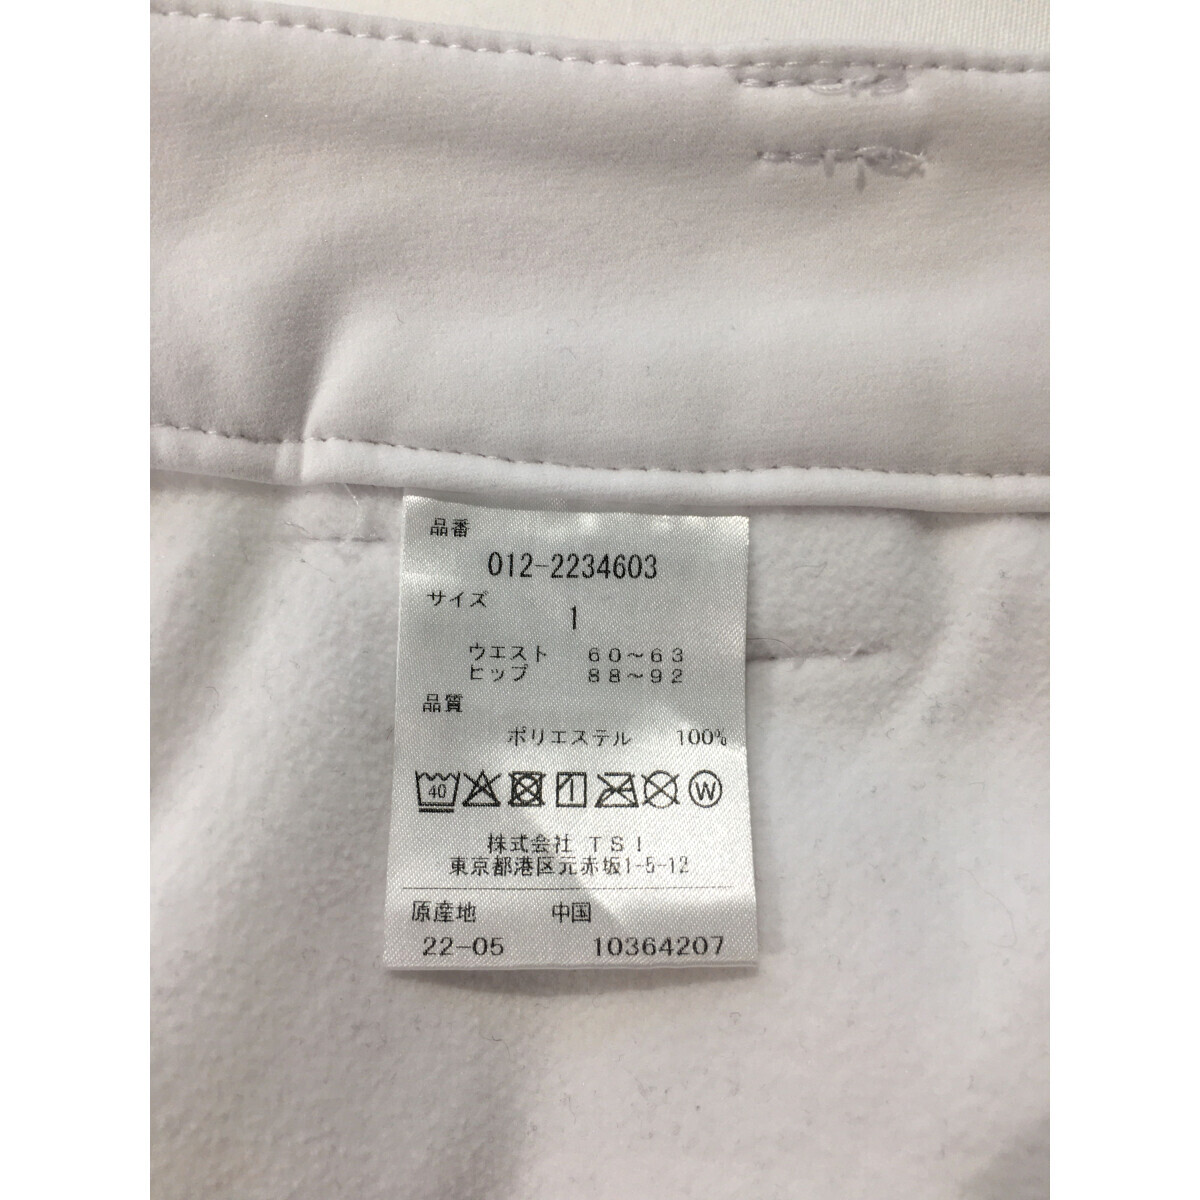 品番
012-2234603
サイズ
1
ウエスト 60~63
ヒップ 88~92
品質
ポリエステル 100%
40 W
株式会社 TSI
東京都港区元赤坂1-5-12
原産地 中国
22-05 10364207